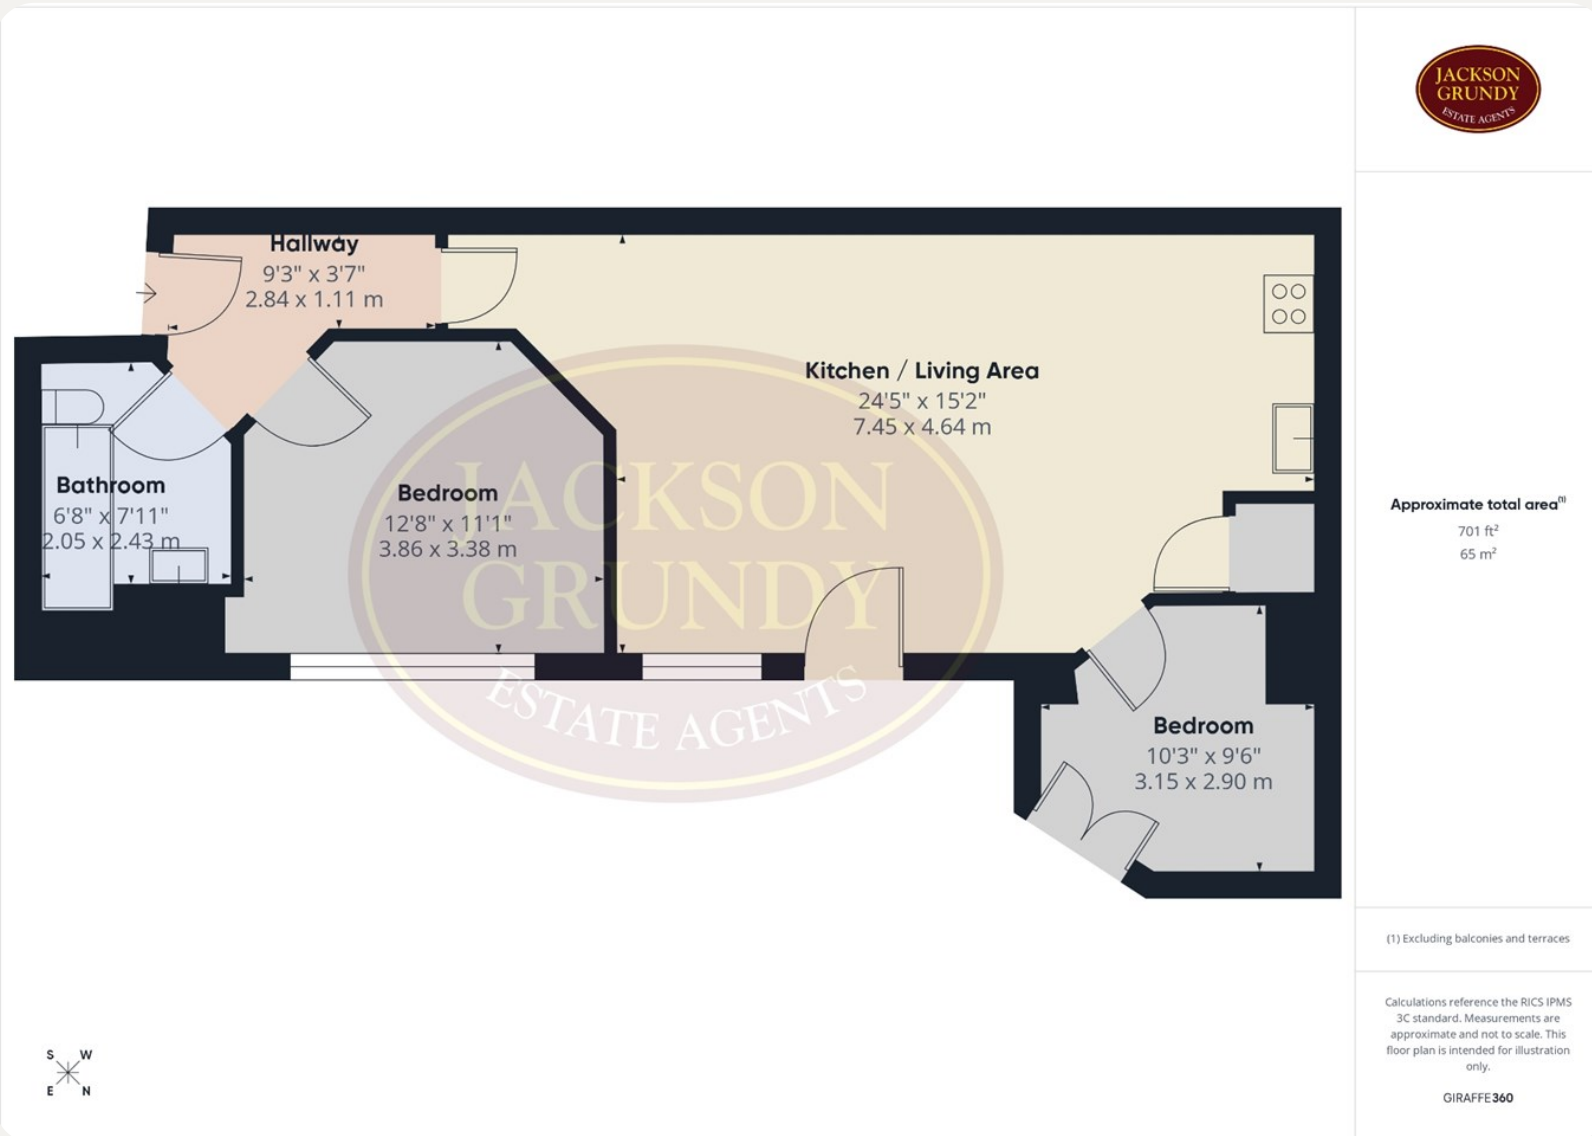 JACKSON
GRUNDY
ESTATE AGENTS
Hallway
9'3" x 3'7"
2.84 x 1.11 m
Kitchen / Living Area
24'5" x 15'2"
7.45 x 4.64 m
Bathroom
6'8" x 7'11"
2.05 x 2.43 m
Bedroom
12'8" x 11'1"
3.86 x 3.38 m
JACKSON
GRUNDY
ESTATE AGENTS
Bedroom
10'3" x 9'6"
3.15 x 2.90 m
Approximate total area(1)
701 ft²
65 m²
(1) Excluding balconies and terraces
Calculations reference the RICS IPMS
3C standard. Measurements are
approximate and not to scale. This
floor plan is intended for illustration
only.
GIRAFFE360
S W
E N